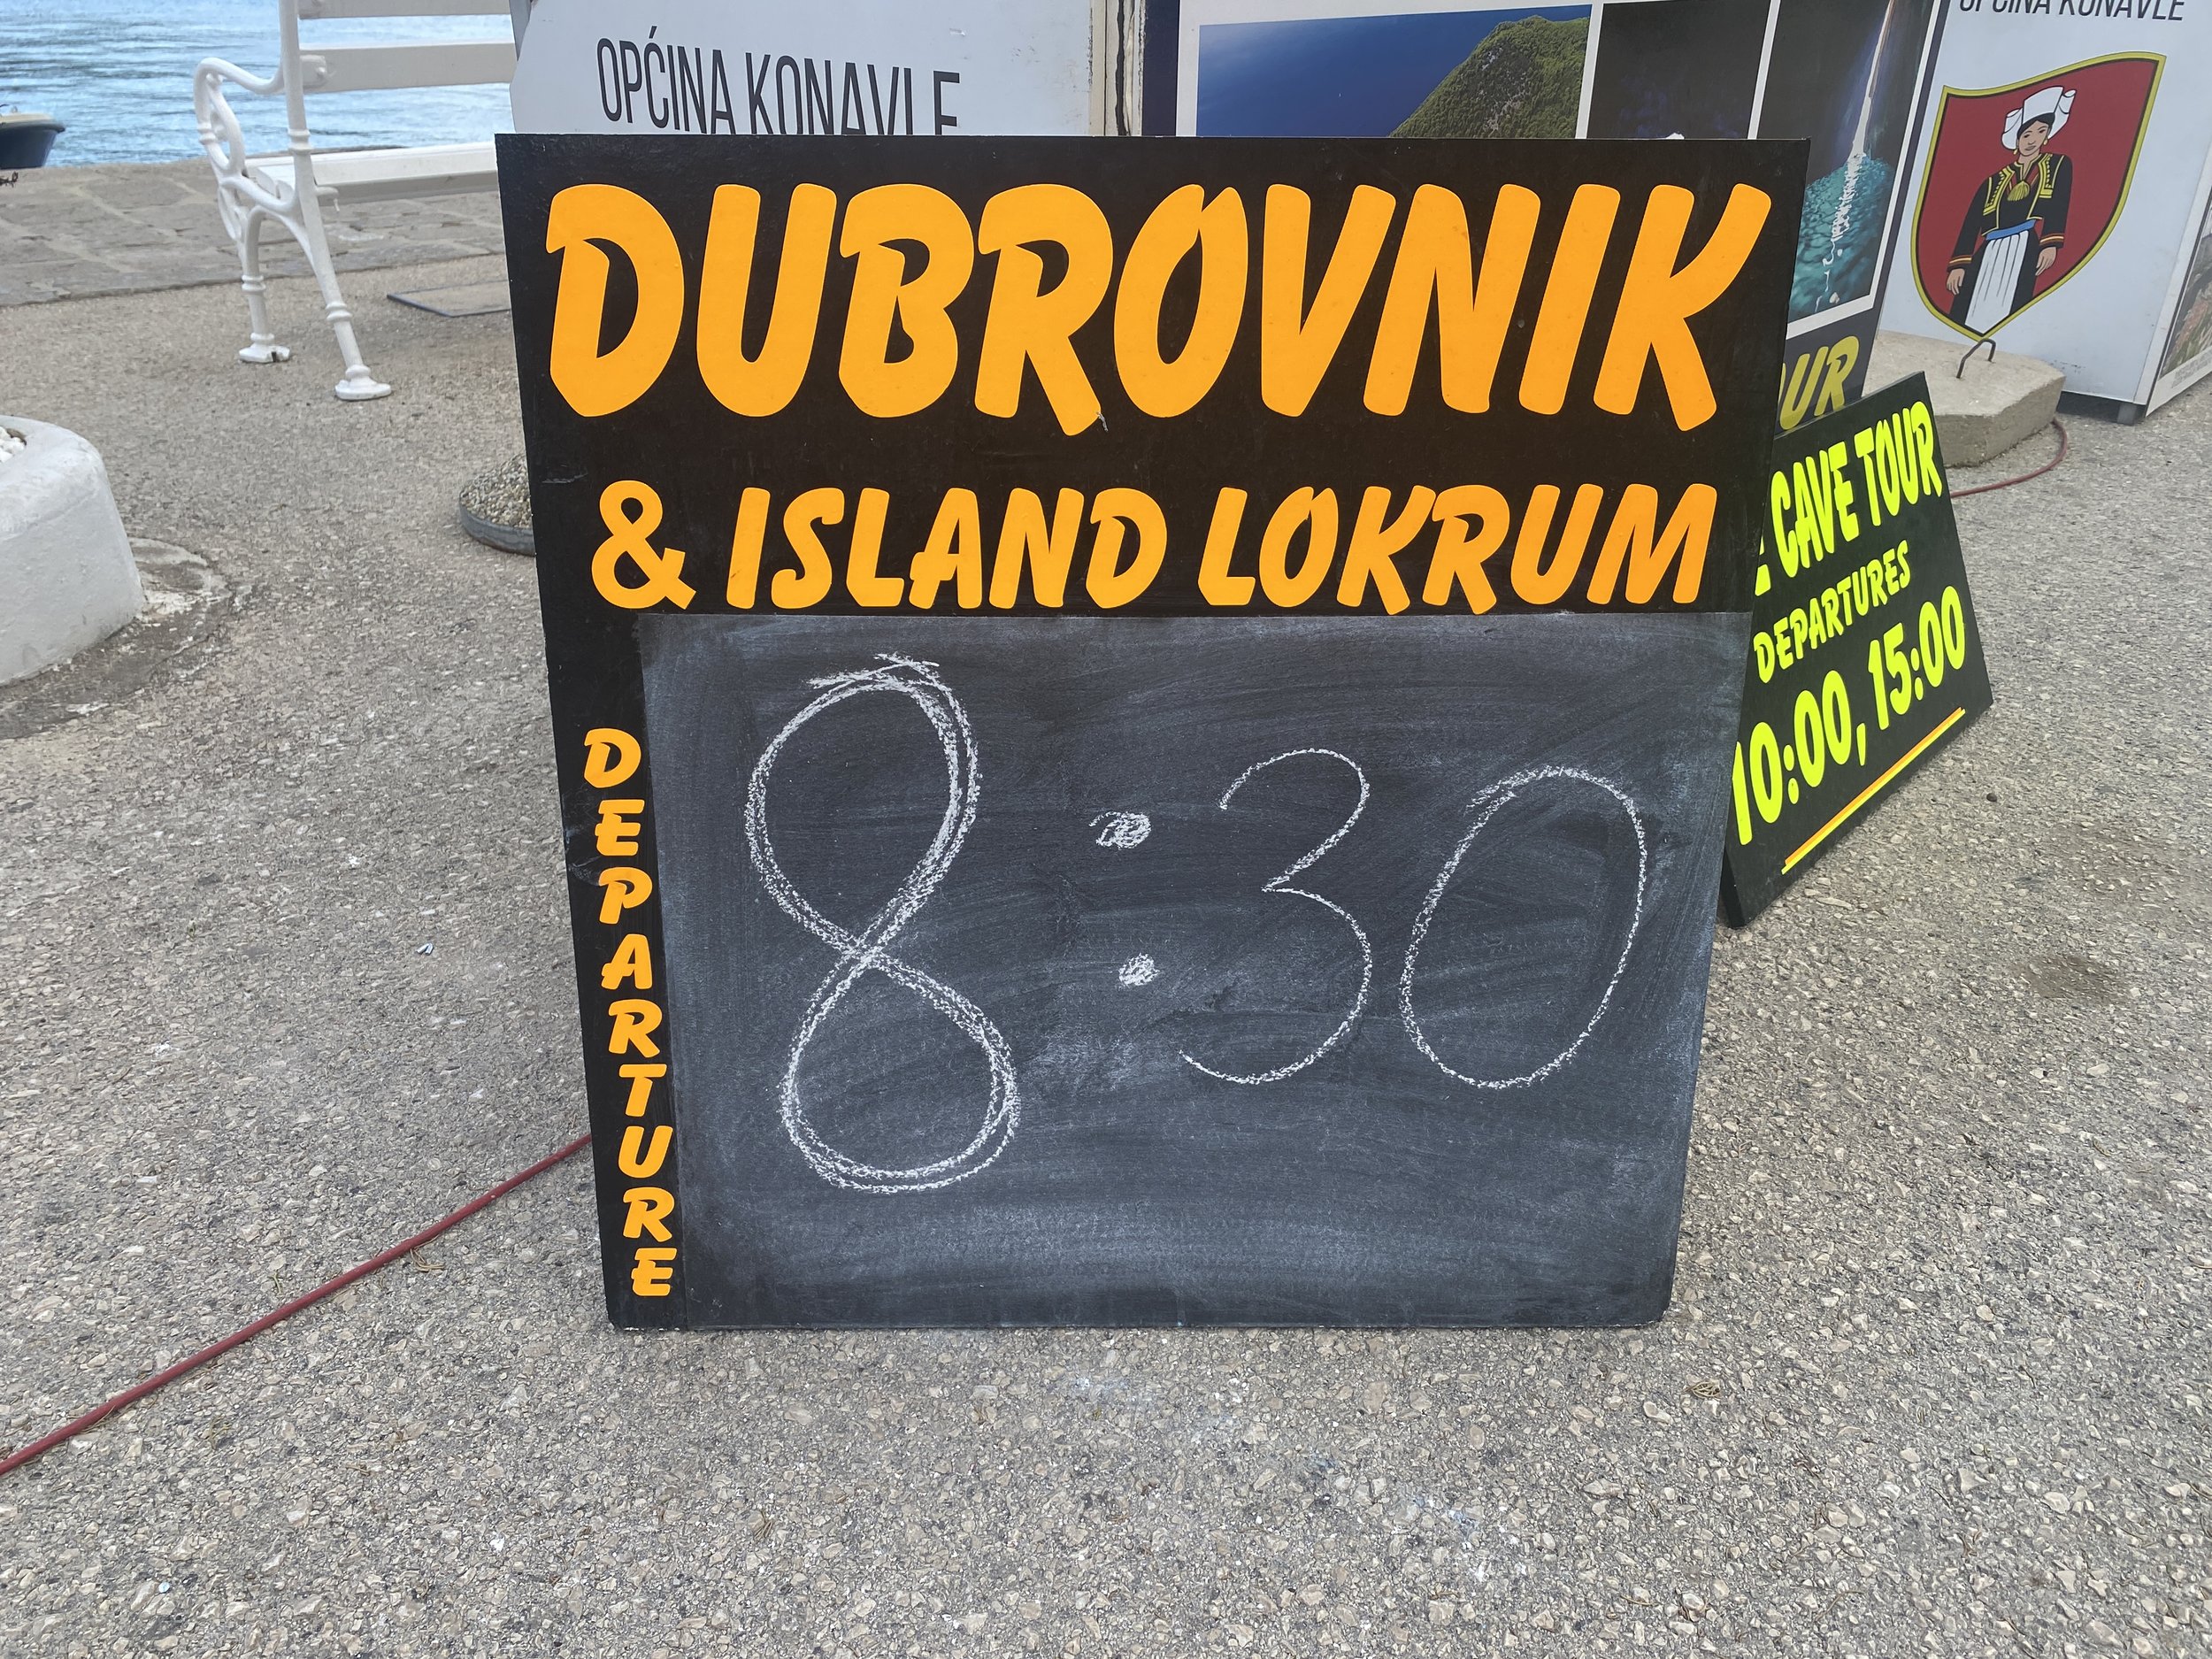 OPĆINA KONAVLE
OPĆINA KONAVLE
DUBROVNIK
& ISLAND LOKRUM
DEPARTURE
8:30
CAVE TOUR
DEPARTURES
10:00, 15:00